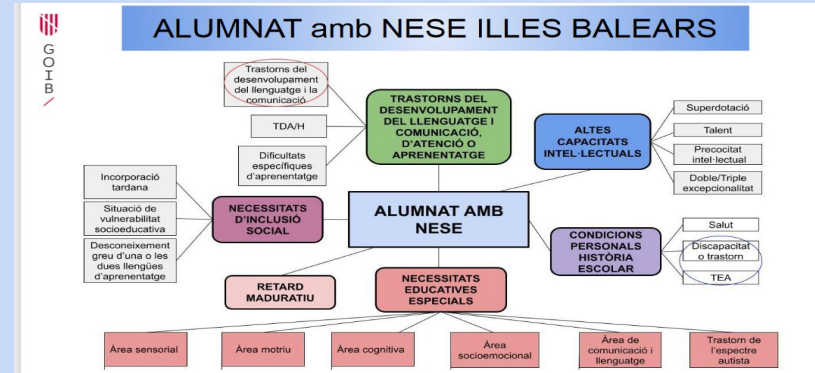 GOIB
ALUMNAT amb NESE ILLES BALEARS
Trastorns del
desenvolupament
del llenguatge i la
comunicació
TDA/H
Dificultats
específiques
d'aprenentatge
TRASTORNS DEL
DESENVOLUPAMENT
DEL LLENGUATGE I
COMUNICACIÓ,
D'ATENCIÓ O
APRENENTATGE
ALTES
CAPACITATS
INTEL·LECTUALS
Superdotació
Talent
Precocitat
intel·lectual
Doble/Triple
excepcionalitat
Incorporació
tardana
Situació de
vulnerabilitat
socioeducativa
Desconeixement
greu d'una o les
dues llengües
d'aprenentatge
NECESSITATS
D'INCLUSIÓ
SOCIAL
ALUMNAT AMB
NESE
CONDICIONS
PERSONALS
HISTÒRIA
ESCOLAR
Salut
Discapacitat
o trastorn
TEA
RETARD
MADURATIU
NECESSITATS
EDUCATIVES
ESPECIALS
Àrea sensorial
Àrea motriu
Àrea cognitiva
Àrea
socioemocional
Àrea de
comunicació i
llenguatge
Trastorn de
l'espectre
autista